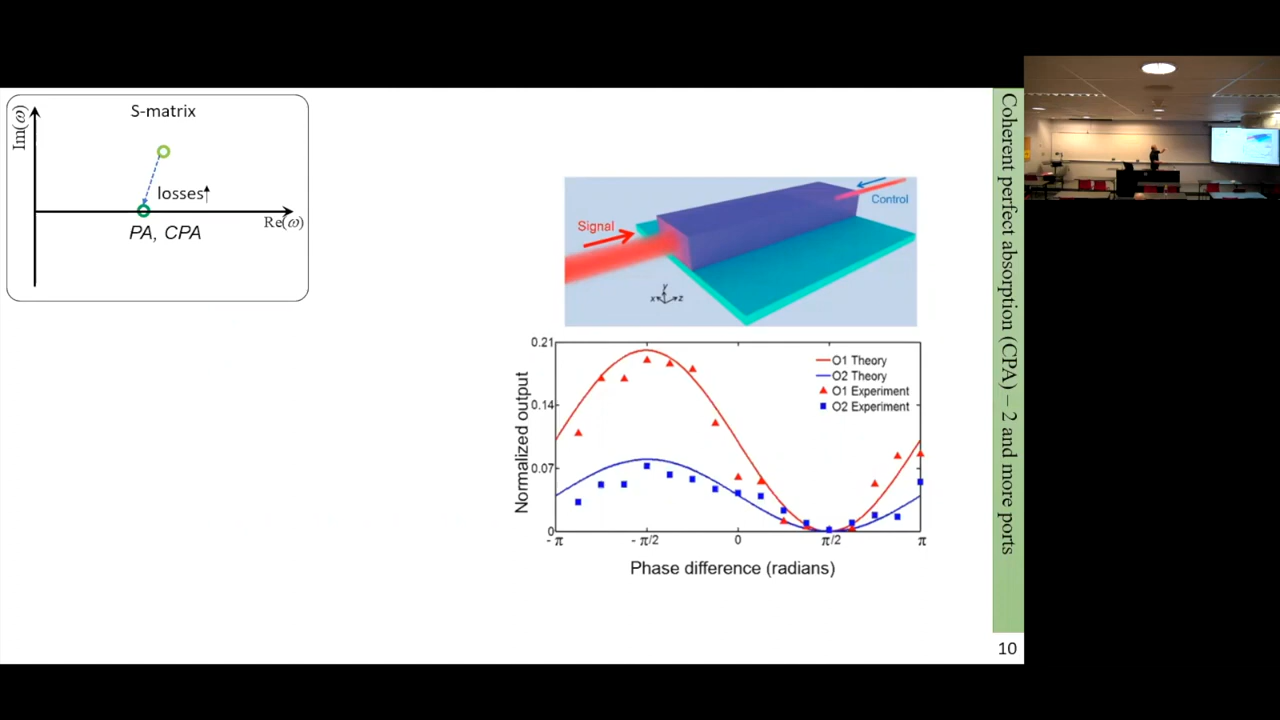 S-matrix
Im(ω)
losses↑
Re(ω)
PA, CPA
Signal
Control
y
x
z
0.21
0.14
0.07
0
Normalized output
O1 Theory
O2 Theory
O1 Experiment
O2 Experiment
- π
- π/2
0
π/2
π
Phase difference (radians)
Coherent perfect absorption (CPA) – 2 and more ports
10